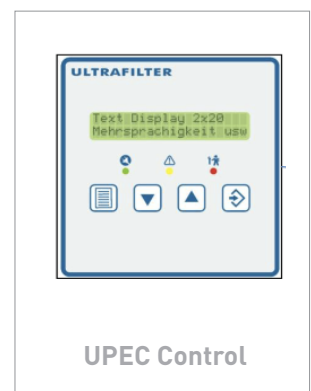 ULTRAFILTER
Text Display 2x20
Mehrsprachigkeit usw
UPEC Control